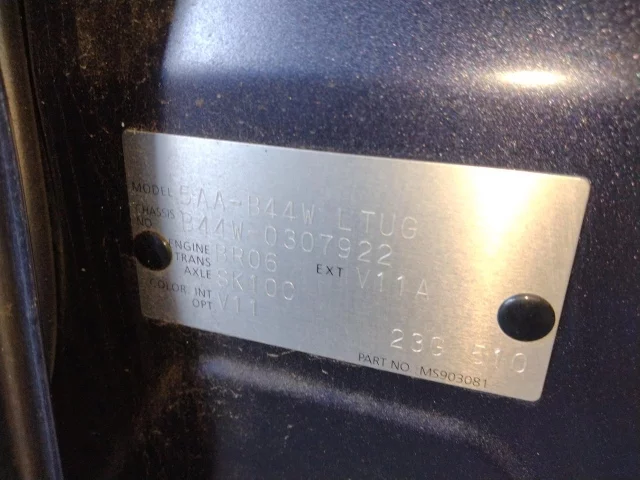 MODEL 5AA-B44W LTUG
CHASSIS NO. B44W-0307922
ENGINE BR06
TRANS AXLE SK10C EXT V11A
COLOR INT
OPT V11
23G 510
PART NO. MS903081